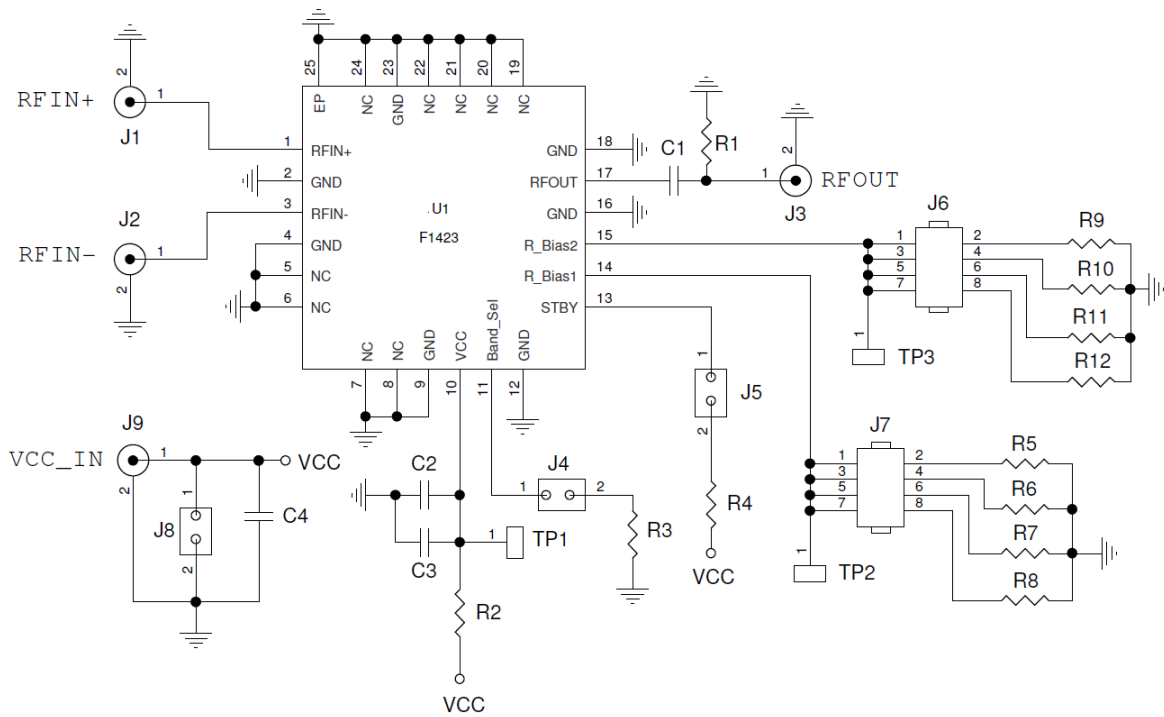 25
24
23
22
21
20
19
EP
NC
GND
NC
NC
NC
NC
2
RFIN+
1
J1
1
RFIN+
2
GND
3
RFIN-
4
GND
5
NC
6
NC
J2
RFIN-
1
2
.U1
F1423
GND
18
RFOUT
17
GND
16
R_Bias2
15
R_Bias1
14
STBY
13
C1
R1
2
1
J3
RFOUT
NC
NC
GND
VCC
Band_Sel
GND
7
8
9
10
11
12
J6
1
3
5
7
2
4
6
8
R9
R10
R11
R12
1
TP3
1
J5
2
R4
VCC
J7
1
3
5
7
2
4
6
8
R5
R6
R7
R8
1
TP2
J9
VCC_IN
1
2
VCC
1
J8
2
C4
C2
C3
1
TP1
R2
VCC
J4
1
2
R3